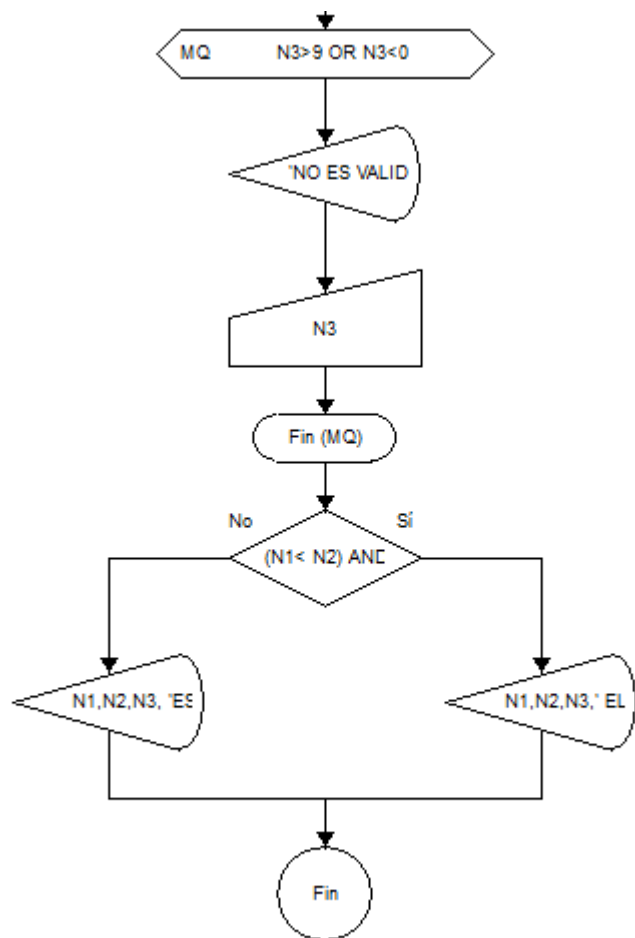 MQ N3>9 OR N3<0
"NO ES VALID
N3
Fin (MQ)
No
Sí
(N1< N2) AND
N1,N2,N3, "ES
N1,N2,N3," EL
Fin